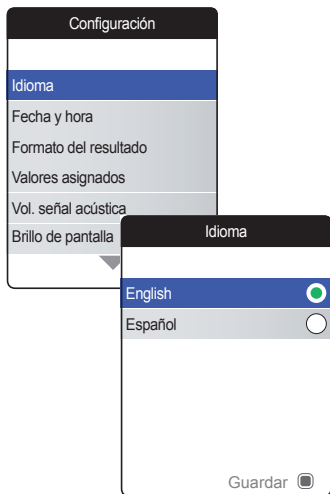 Configuración
Idioma
Fecha y hora
Formato del resultado
Valores asignados
Vol. señal acústica
Brillo de pantalla
Idioma
English
Español
Guardar